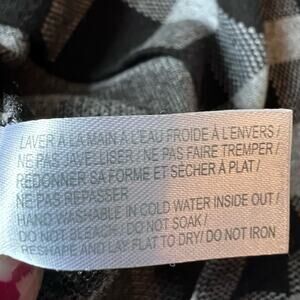 LAVER À LA MAIN À L'EAU FROIDE À L'ENVERS /
NE PAS JAVELLISER / NE PAS FAIRE TREMPER /
REDONNER SA FORME ET SÉCHER À PLAT /
NE PAS REPASSER
HAND WASHABLE IN COLD WATER INSIDE OUT /
DO NOT BLEACH / DO NOT SOAK /
RESHAPE AND LAY FLAT TO DRY / DO NOT IRON